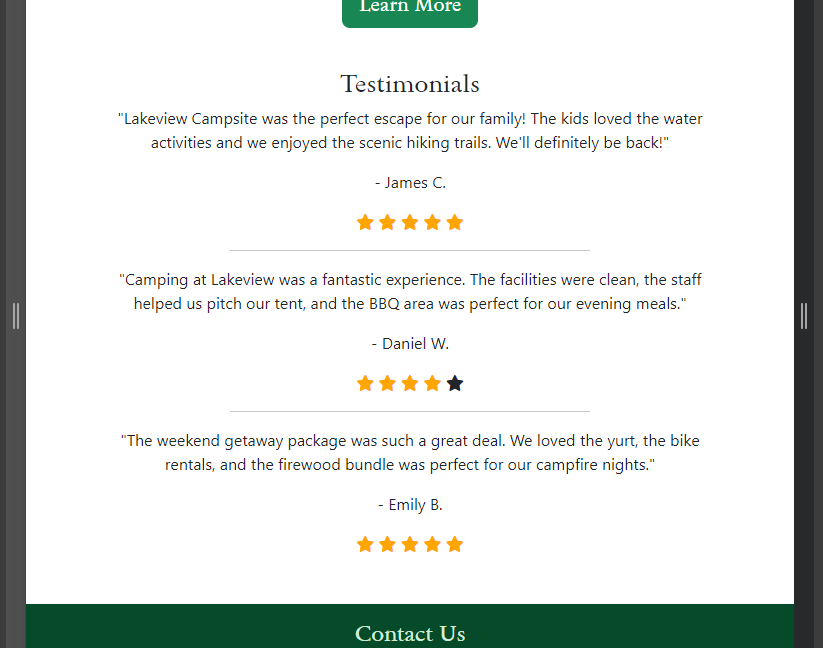 Learn More
Testimonials
"Lakeview Campsite was the perfect escape for our family! The kids loved the water
activities and we enjoyed the scenic hiking trails. We'll definitely be back!"
- James C.
"Camping at Lakeview was a fantastic experience. The facilities were clean, the staff
helped us pitch our tent, and the BBQ area was perfect for our evening meals."
- Daniel W.
"The weekend getaway package was such a great deal. We loved the yurt, the bike
rentals, and the firewood bundle was perfect for our campfire nights."
- Emily B.
Contact Us